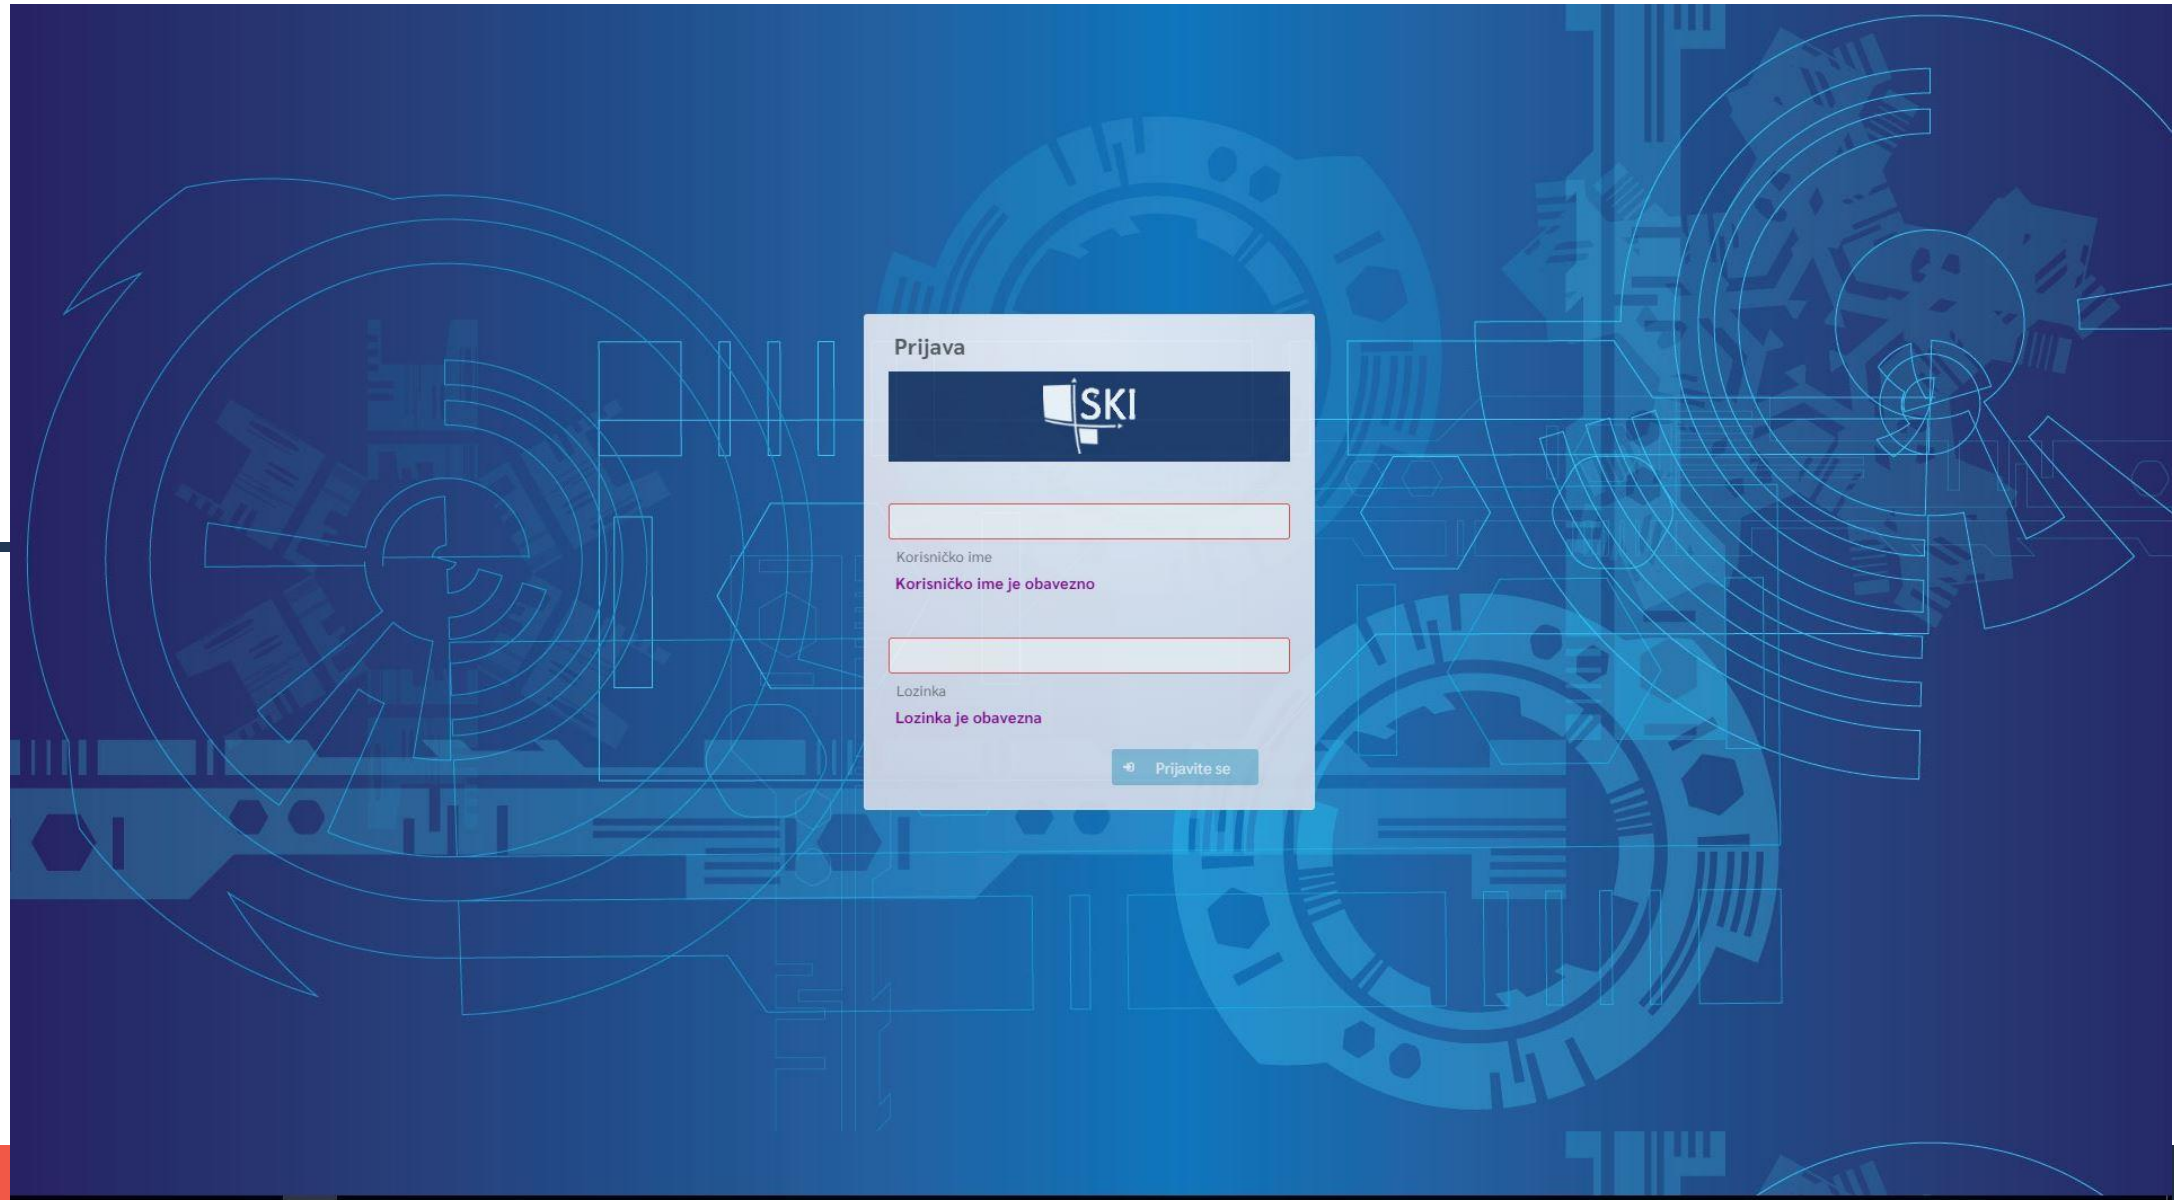 Prijava
SKI
Korisničko ime
Korisničko ime je obavezno
Lozinka
Lozinka je obavezna
Prijavite se